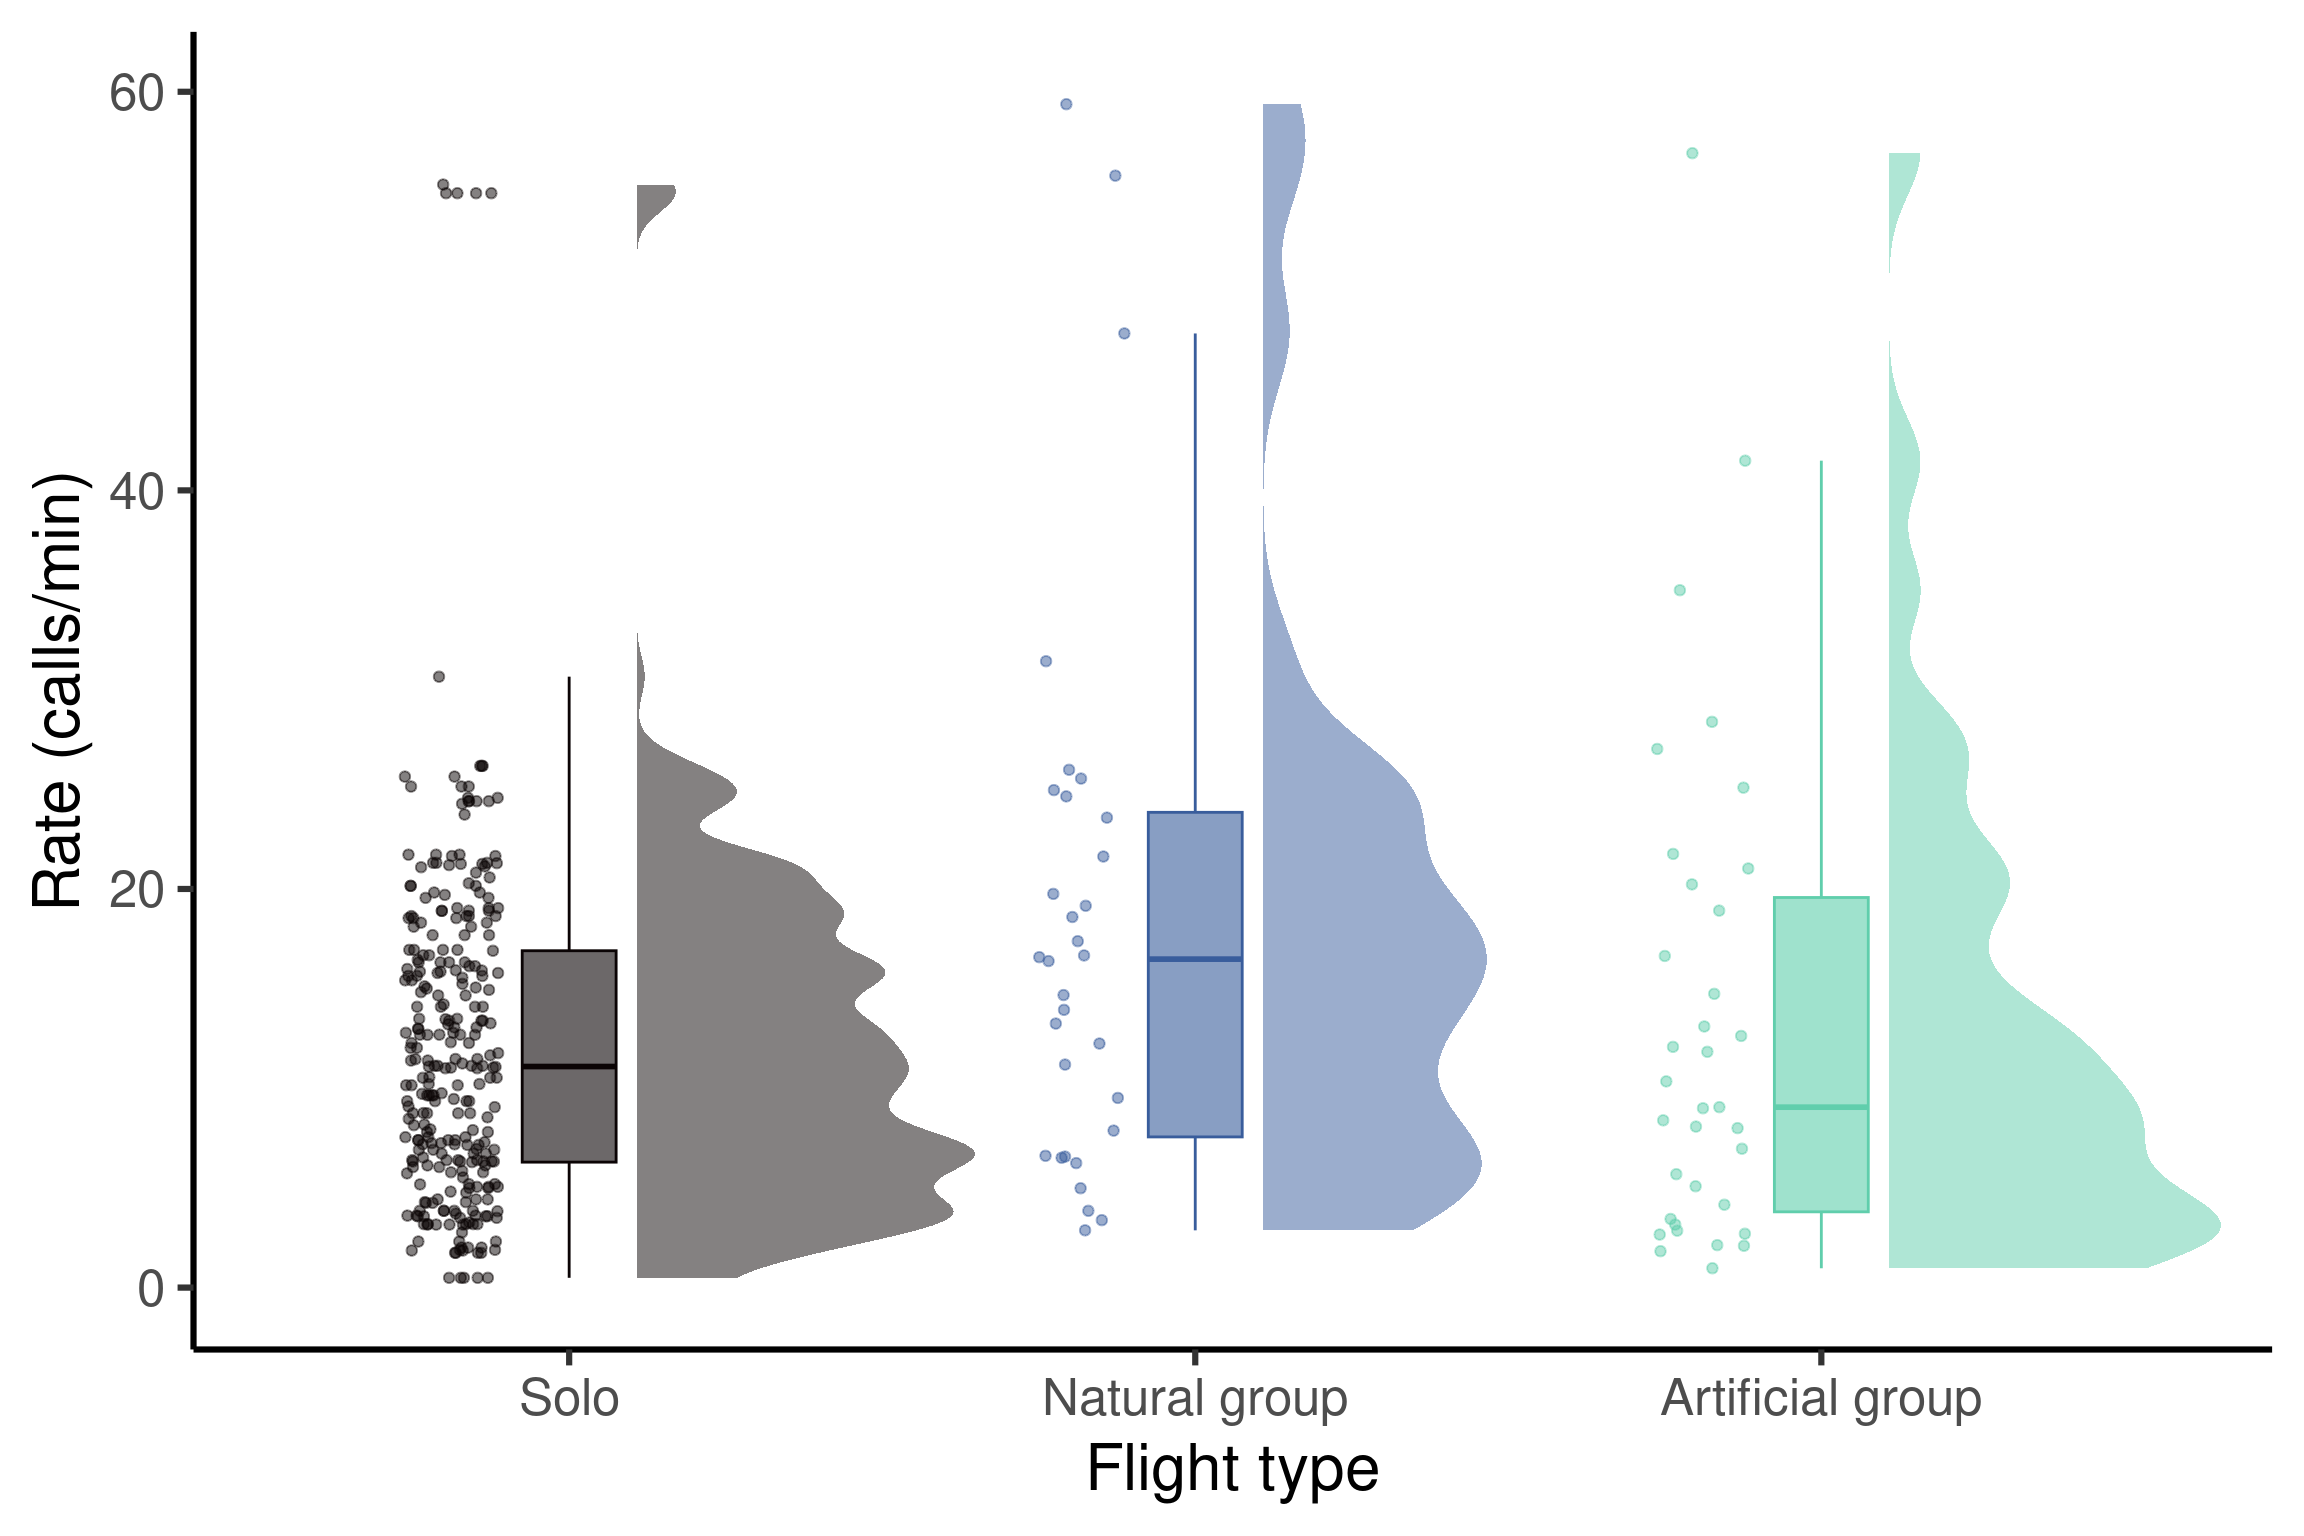 Rate (calls/min)
60
40
20
0
Solo
Natural group
Artificial group
Flight type